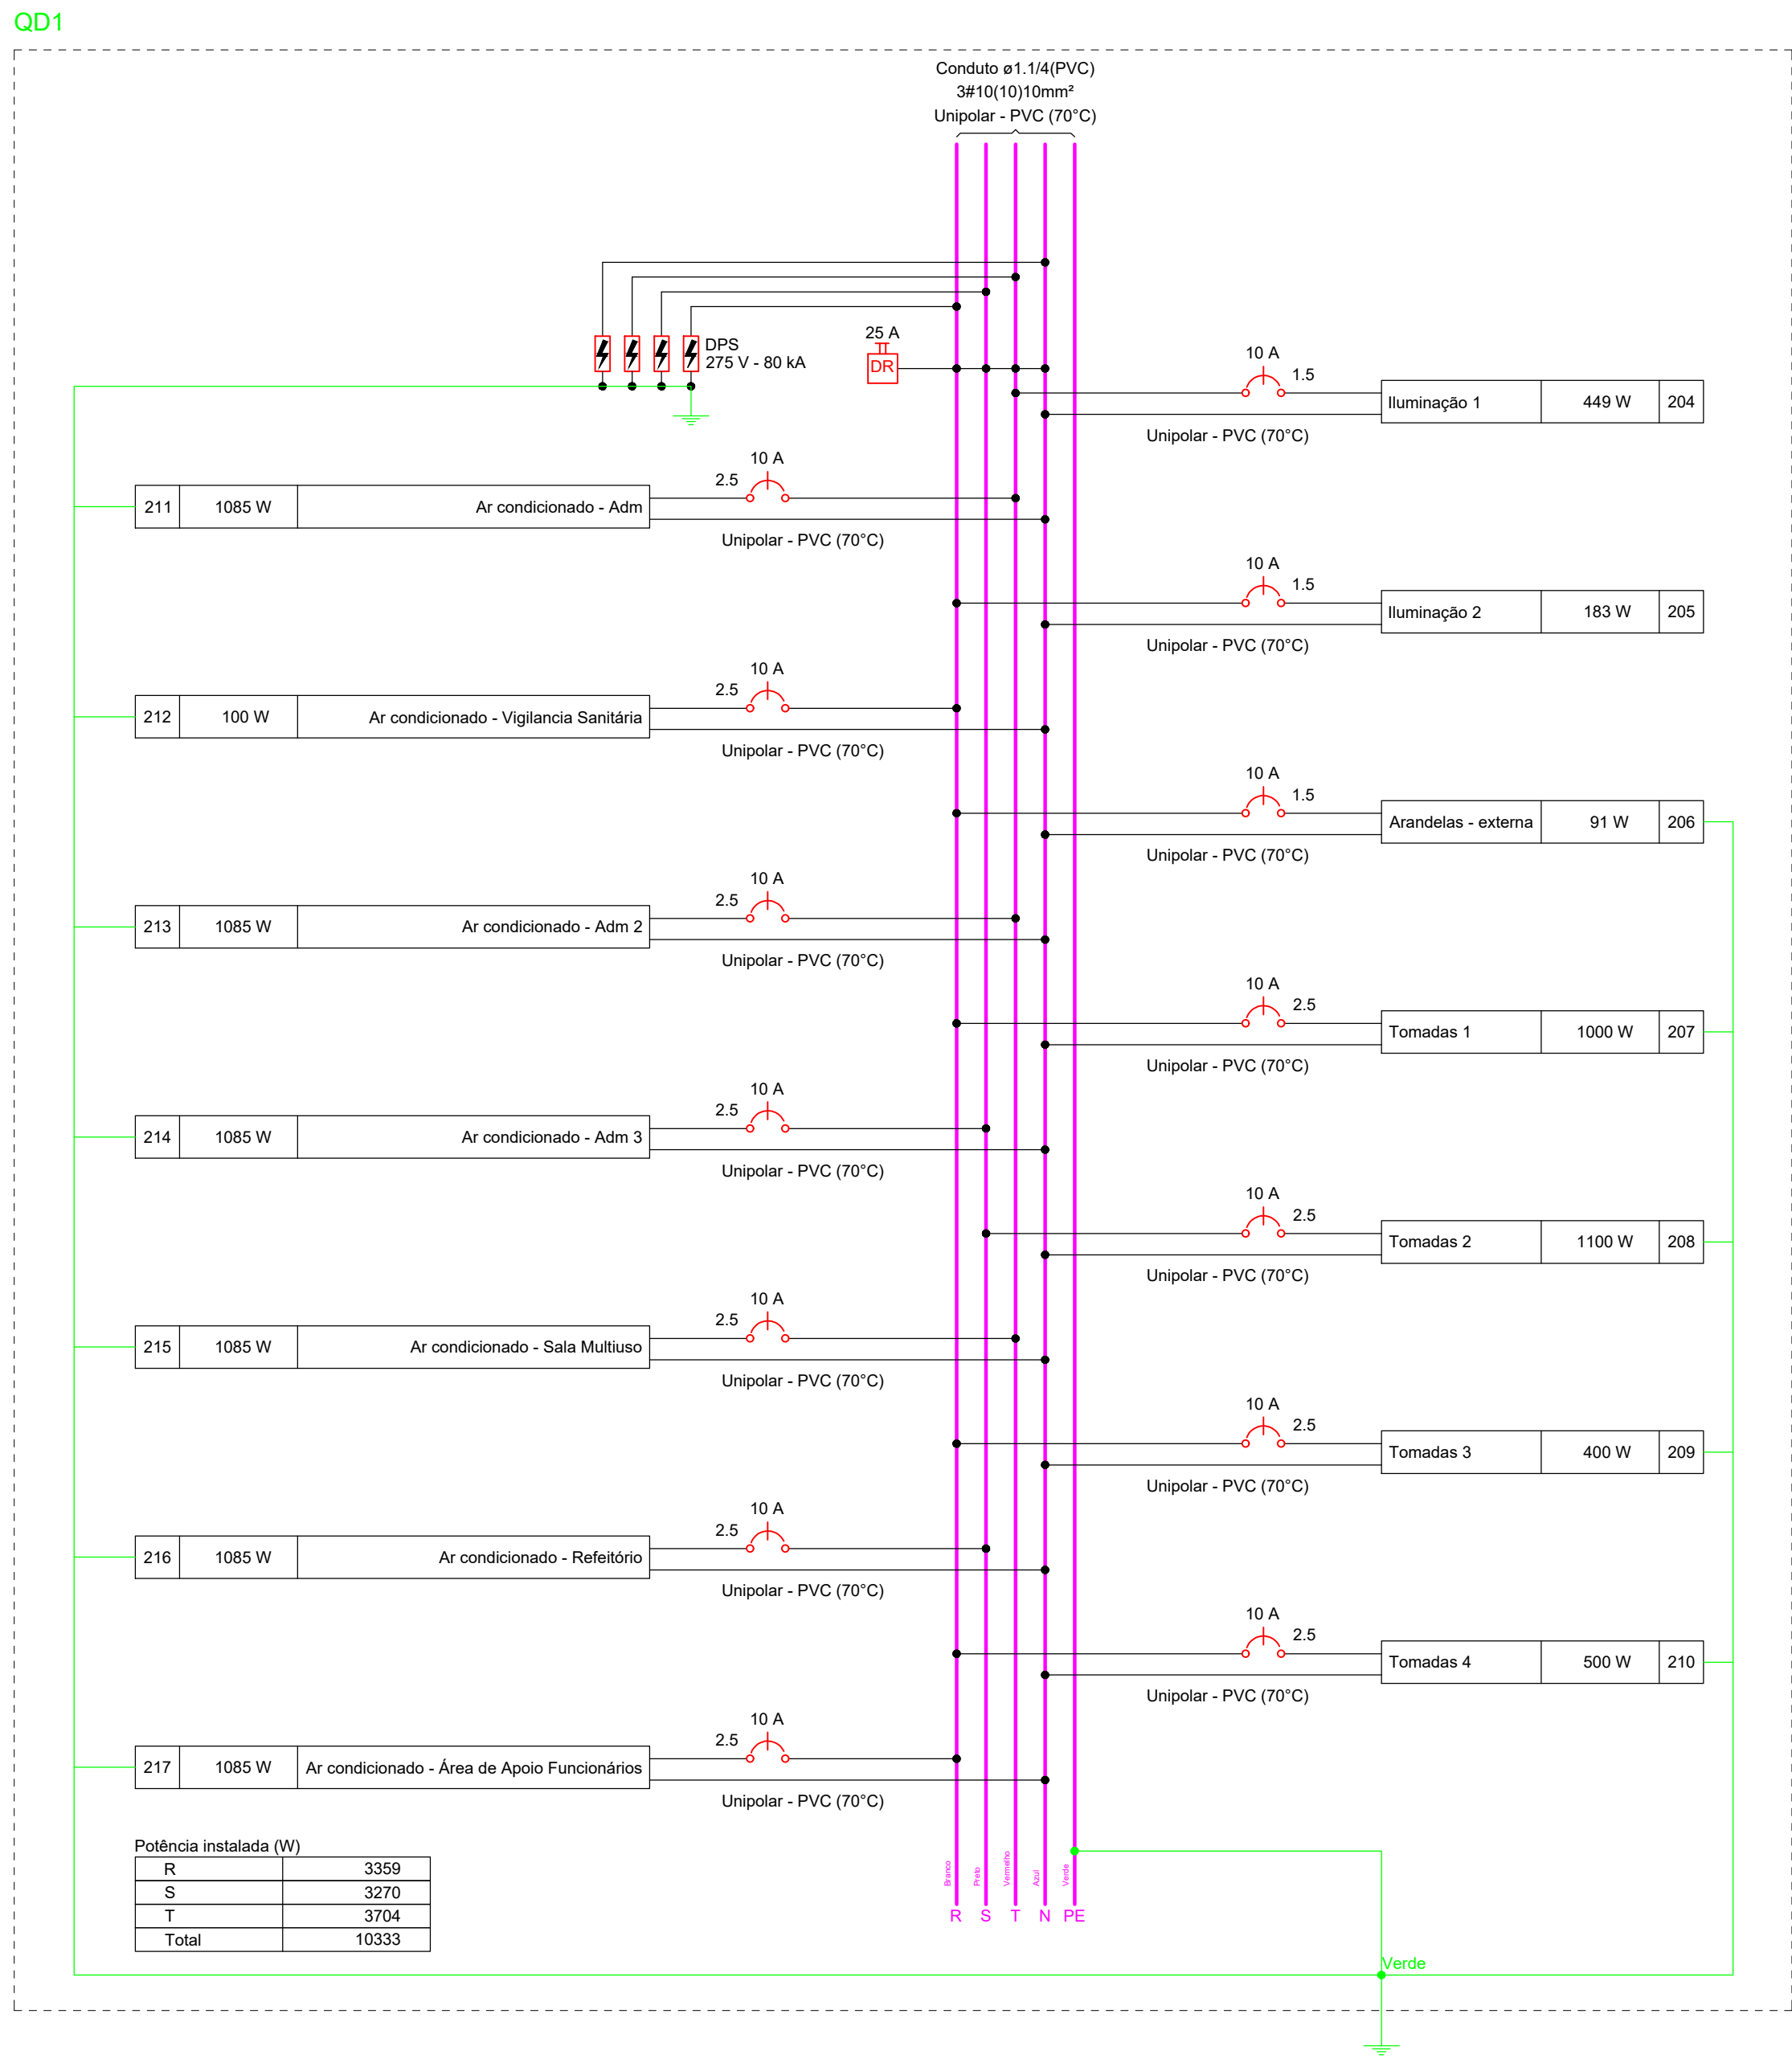 QD1
Conduto ø1.1/4(PVC)
3#10(10)10mm²
Unipolar - PVC (70°C)
DPS
275 V - 80 kA
25 A
DR
10 A
1.5
Iluminação 1 449 W 204
Unipolar - PVC (70°C)
10 A
2.5
211 1085 W Ar condicionado - Adm
Unipolar - PVC (70°C)
10 A
1.5
Iluminação 2 183 W 205
Unipolar - PVC (70°C)
10 A
2.5
212 100 W Ar condicionado - Vigilancia Sanitária
Unipolar - PVC (70°C)
10 A
1.5
Arandelas - externa 91 W 206
Unipolar - PVC (70°C)
10 A
2.5
213 1085 W Ar condicionado - Adm 2
Unipolar - PVC (70°C)
10 A
2.5
Tomadas 1 1000 W 207
Unipolar - PVC (70°C)
10 A
2.5
214 1085 W Ar condicionado - Adm 3
Unipolar - PVC (70°C)
10 A
2.5
Tomadas 2 1100 W 208
Unipolar - PVC (70°C)
10 A
2.5
215 1085 W Ar condicionado - Sala Multiuso
Unipolar - PVC (70°C)
10 A
2.5
Tomadas 3 400 W 209
Unipolar - PVC (70°C)
10 A
2.5
216 1085 W Ar condicionado - Refeitório
Unipolar - PVC (70°C)
10 A
2.5
Tomadas 4 500 W 210
Unipolar - PVC (70°C)
10 A
2.5
217 1085 W Ar condicionado - Área de Apoio Funcionários
Unipolar - PVC (70°C)
Potência instalada (W)
R 3359
S 3270
T 3704
Total 10333
Branco
Preto
Vermelho
Azul
Verde
R S T N PE
Verde